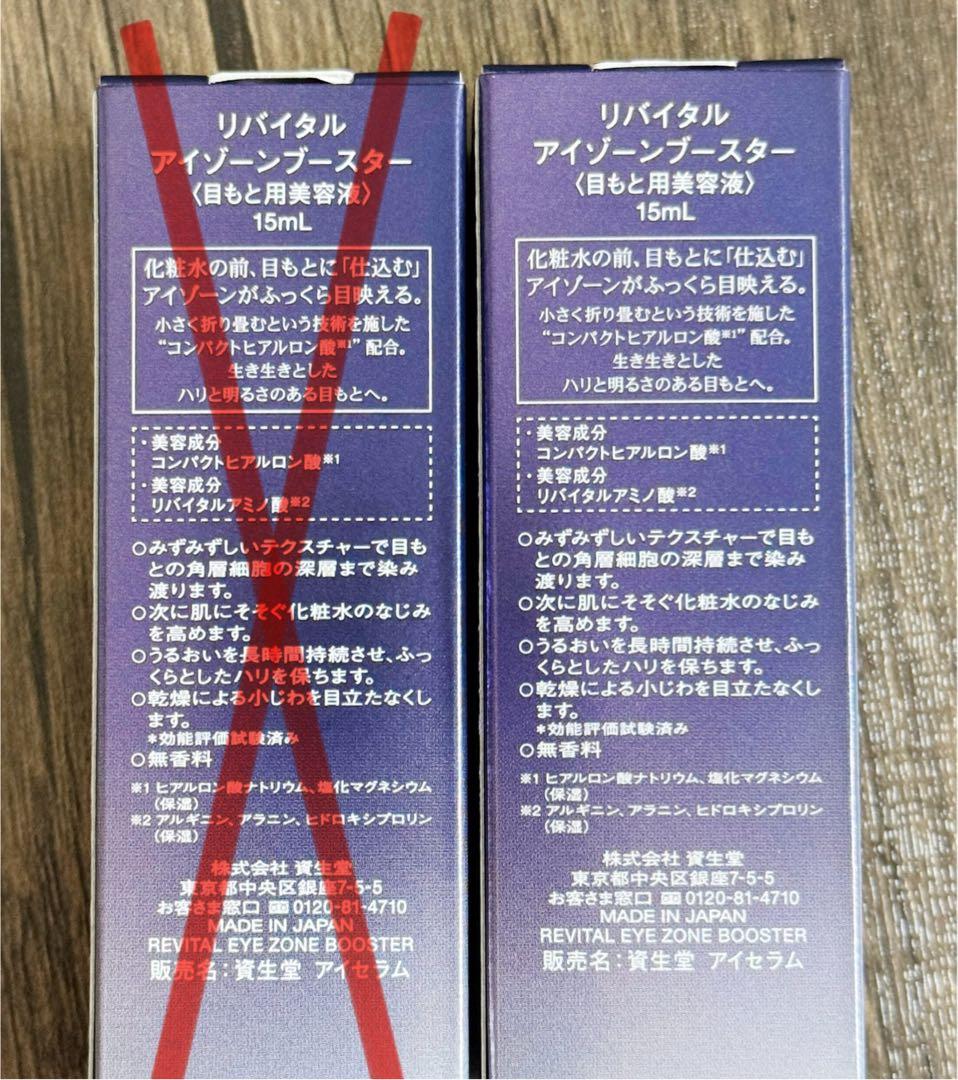 リバイタル
アイゾーンブースター
〈目もと用美容液〉
15mL
化粧水の前、目もとに「仕込む」
アイゾーンがふっくら目映える。
小さく折り畳むという技術を施した
“コンパクトヒアルロン酸※1”配合。
生き生きとした
ハリと明るさのある目もとへ。
・美容成分
コンパクトヒアルロン酸※1
・美容成分
リバイタルアミノ酸※2
○みずみずしいテクスチャーで目も
との角層細胞の深層まで染み
渡ります。
○次に肌にそそぐ化粧水のなじみ
を高めます。
○うるおいを長時間持続させ、ふっ
くらとしたハリを保ちます。
○乾燥による小じわを目立たなくし
ます。
*効能評価試験済み
○無香料
※1 ヒアルロン酸ナトリウム、塩化マグネシウム
(保湿)
※2 アルギニン、アラニン、ヒドロキシプロリン
(保湿)
株式会社 資生堂
東京都中央区銀座7-5-5
お客さま窓口 0120-81-4710
MADE IN JAPAN
REVITAL EYE ZONE BOOSTER
販売名：資生堂 アイセラム
リバイタル
アイゾーンブースター
〈目もと用美容液〉
15mL
化粧水の前、目もとに「仕込む」
アイゾーンがふっくら目映える。
小さく折り畳むという技術を施した
“コンパクトヒアルロン酸※1”配合。
生き生きとした
ハリと明るさのある目もとへ。
・美容成分
コンパクトヒアルロン酸※1
・美容成分
リバイタルアミノ酸※2
○みずみずしいテクスチャーで目も
との角層細胞の深層まで染み
渡ります。
○次に肌にそそぐ化粧水のなじみ
を高めます。
○うるおいを長時間持続させ、ふっ
くらとしたハリを保ちます。
○乾燥による小じわを目立たなくし
ます。
*効能評価試験済み
○無香料
※1 ヒアルロン酸ナトリウム、塩化マグネシウム
(保湿)
※2 アルギニン、アラニン、ヒドロキシプロリン
(保湿)
株式会社 資生堂
東京都中央区銀座7-5-5
お客さま窓口 0120-81-4710
MADE IN JAPAN
REVITAL EYE ZONE BOOSTER
販売名：資生堂 アイセラム